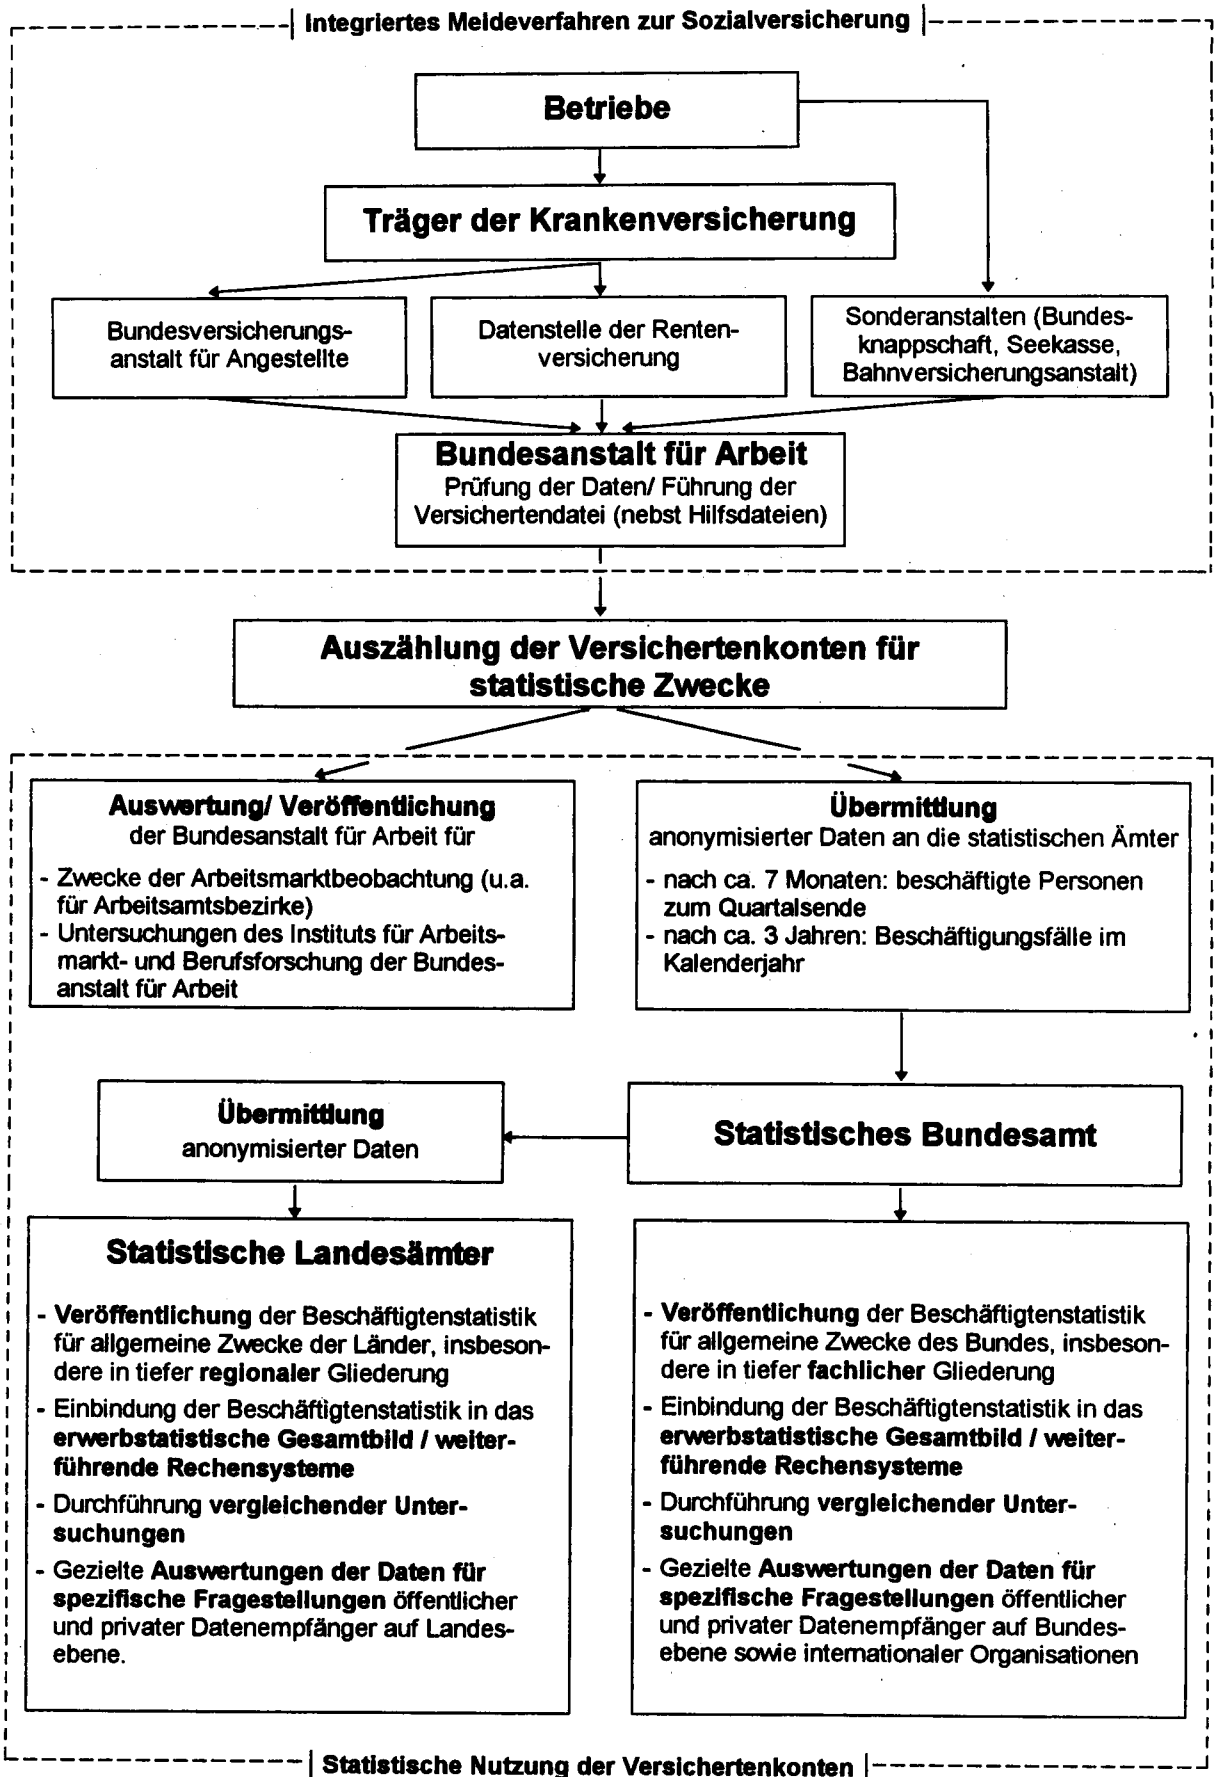 Integriertes Meldeverfahren zur Sozialversicherung
Betriebe
Träger der Krankenversicherung
Bundesversicherungs-
anstalt für Angestellte
Datenstelle der Renten-
versicherung
Sonderanstalten (Bundes-
knappschaft, Seekasse,
Bahnversicherungsanstalt)
Bundesanstalt für Arbeit
Prüfung der Daten/ Führung der
Versichertendatei (nebst Hilfsdateien)
Auszählung der Versichertenkonten für
statistische Zwecke
Auswertung/ Veröffentlichung
der Bundesanstalt für Arbeit für
- Zwecke der Arbeitsmarktbeobachtung (u.a.
für Arbeitsamtsbezirke)
- Untersuchungen des Instituts für Arbeits-
markt- und Berufsforschung der Bundes-
anstalt für Arbeit
Übermittlung
anonymisierter Daten an die statistischen Ämter
- nach ca. 7 Monaten: beschäftigte Personen
zum Quartalsende
- nach ca. 3 Jahren: Beschäftigungsfälle im
Kalenderjahr
Übermittlung
anonymisierter Daten
Statistisches Bundesamt
Statistische Landesämter
- Veröffentlichung der Beschäftigtenstatistik
für allgemeine Zwecke der Länder, insbeson-
dere in tiefer regionaler Gliederung
- Einbindung der Beschäftigtenstatistik in das
erwerbstatistische Gesamtbild / weiter-
führende Rechensysteme
- Durchführung vergleichender Unter-
suchungen
- Gezielte Auswertungen der Daten für
spezifische Fragestellungen öffentlicher
und privater Datenempfänger auf Landes-
ebene.
- Veröffentlichung der Beschäftigtenstatistik
für allgemeine Zwecke des Bundes, insbeson-
dere in tiefer fachlicher Gliederung
- Einbindung der Beschäftigtenstatistik in das
erwerbstatistische Gesamtbild / weiter-
führende Rechensysteme
- Durchführung vergleichender Unter-
suchungen
- Gezielte Auswertungen der Daten für
spezifische Fragestellungen öffentlicher
und privater Datenempfänger auf Bundes-
ebene sowie internationaler Organisationen
Statistische Nutzung der Versichertenkonten